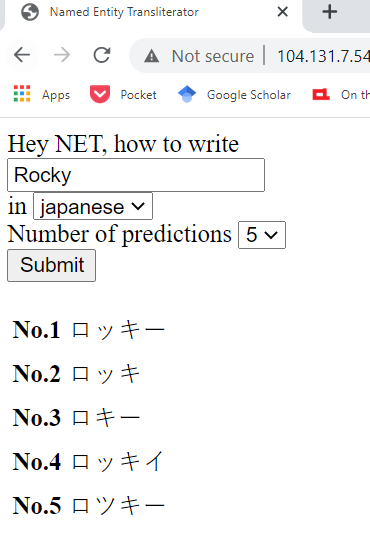 Named Entity Transliterator
Not secure | 104.131.7.54
Apps Pocket Google Scholar On th
Hey NET, how to write
Rocky
in japanese
Number of predictions 5
Submit
No.1 ロッキー
No.2 ロッキ
No.3 ロキー
No.4 ロッキイ
No.5 ロツキー